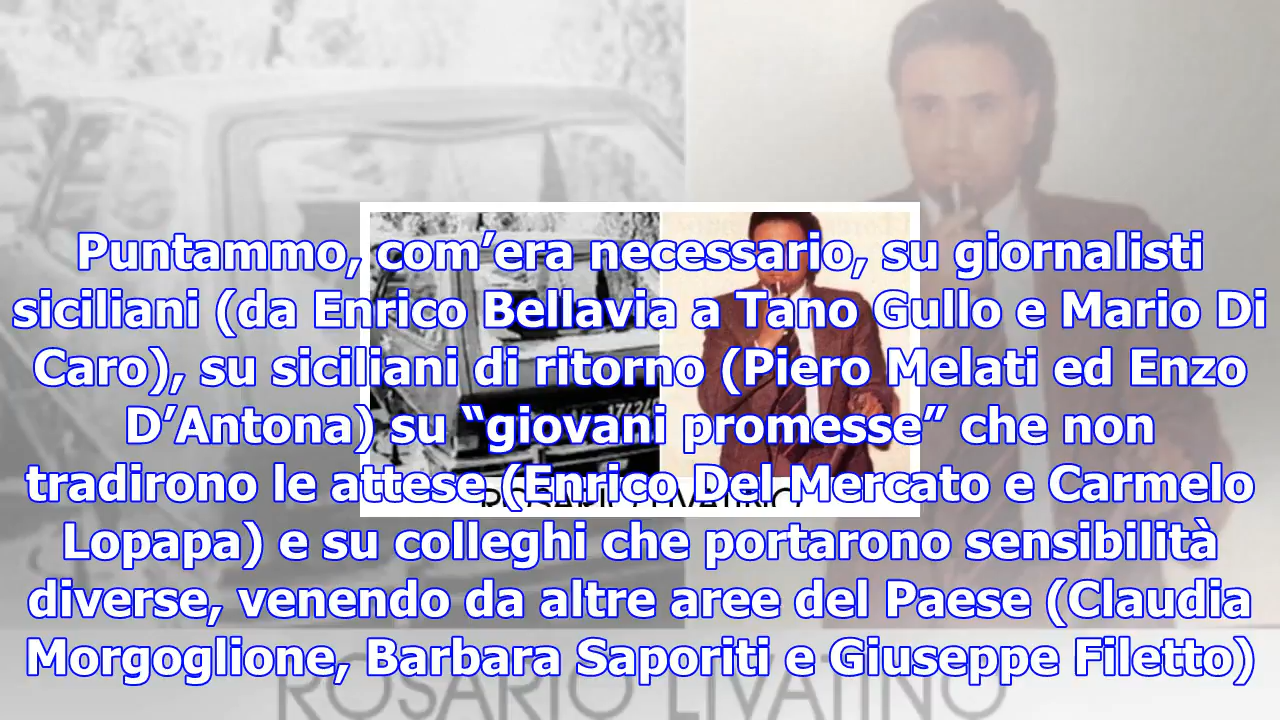 Puntammo, com’era necessario, su giornalisti
siciliani (da Enrico Bellavia a Tano Gullo e Mario Di
Caro), su siciliani di ritorno (Piero Melati ed Enzo
D’Antona) su “giovani promesse” che non
tradirono le attese (Enrico Del Mercato e Carmelo
Lopapa) e su colleghi che portarono sensibilità
diverse, venendo da altre aree del Paese (Claudia
Morgoglione, Barbara Saporiti e Giuseppe Filetto)
ROSARIO LIVATINO
ROSARIO LIVATINO